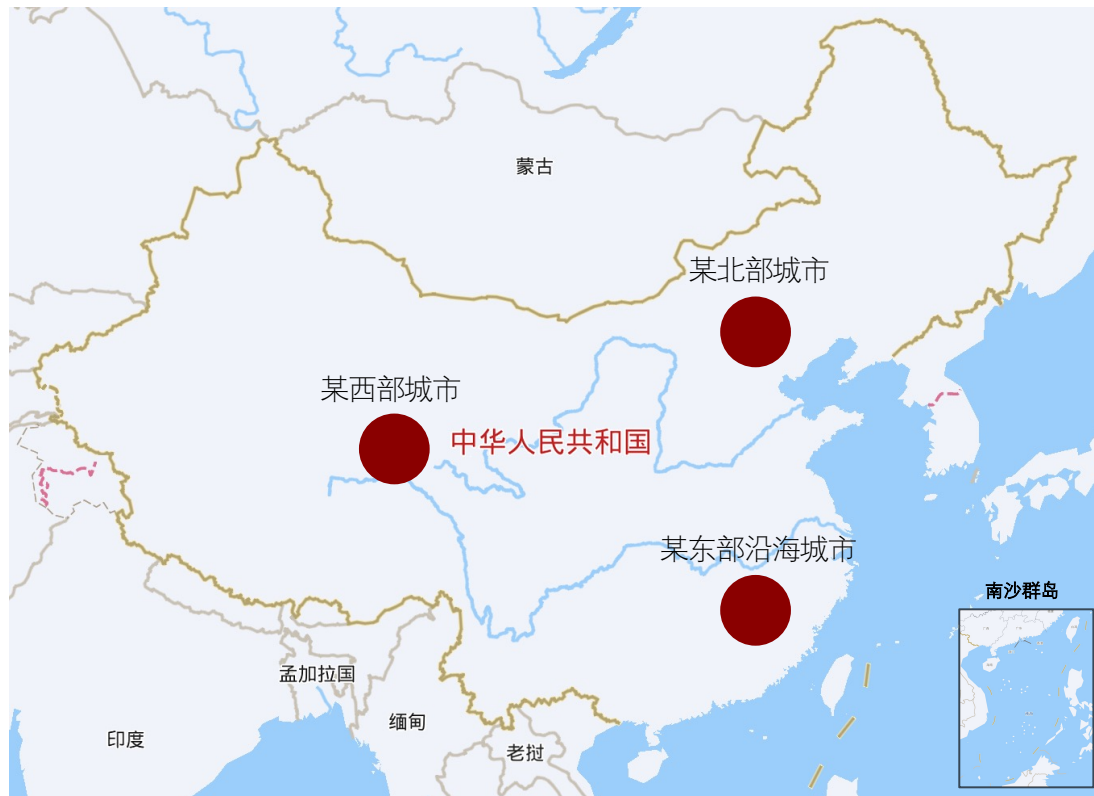 蒙古
某北部城市
某西部城市
中华人民共和国
某东部沿海城市
南沙群岛
孟加拉国
缅甸
印度
老挝